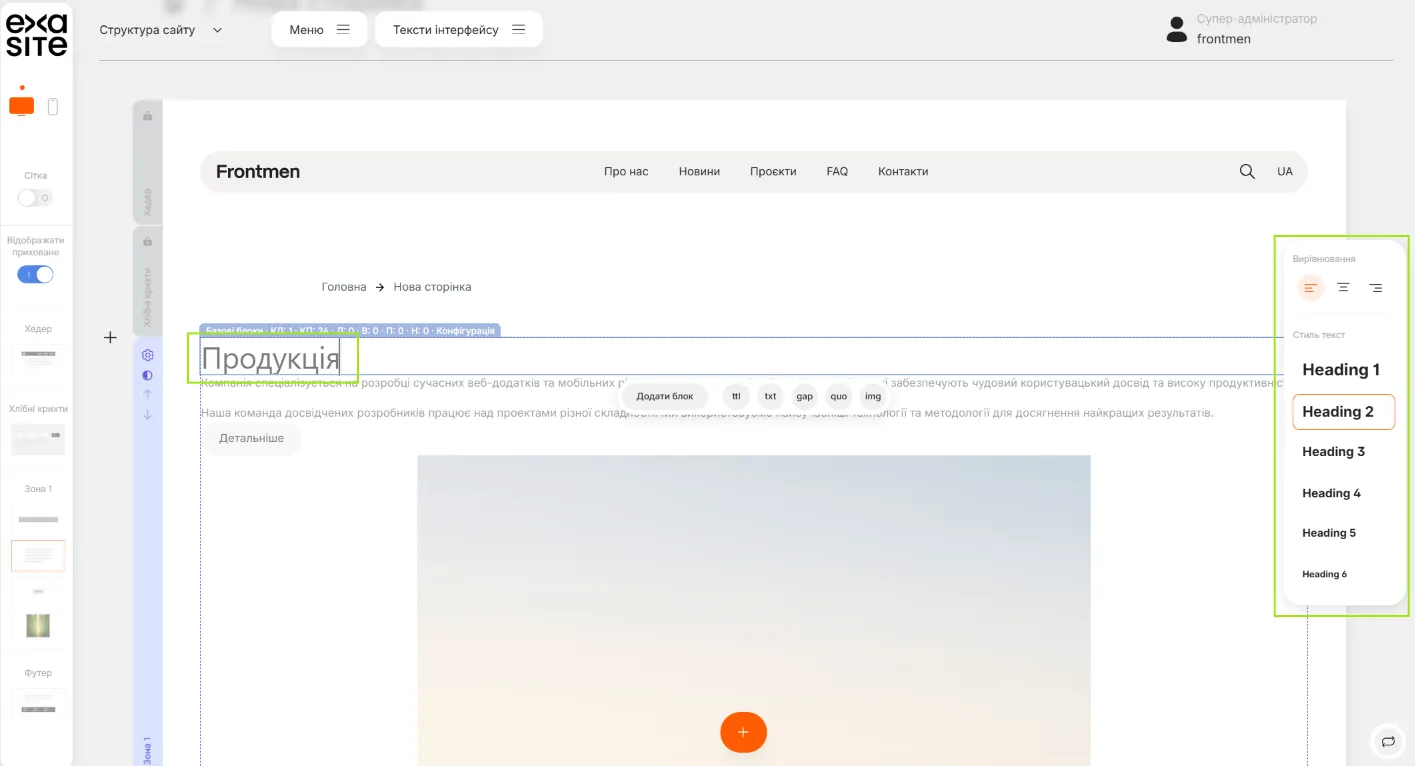 exa
site
Структура сайту
Меню
Тексти інтерфейсу
Супер-адміністратор
frontmen
Сітка
Відображати
приховане
Хедер
Хлібні крихти
Зона 1
Футер
Хедер
Хлібні крихти
Зона 1
Frontmen
Про нас
Новини
Проєкти
FAQ
Контакти
UA
Головна → Нова сторінка
Базові блоки · КЛ: 1 · КП: 24 · Л: 0 · В: 0 · П: 0 · Н: 0 · Конфігурація
Продукція
Компанія спеціалізується на розробці сучасних веб-додатків та мобільних забезпечують чудовий користувацький досвід та високу
Додати блок
ttl
txt
gap
quo
img
Наша команда досвідчених розробників працює над проектами різної технології та методології для досягнення найкращих результатів.
Детальніше
Вирівнювання
Стиль текст
Heading 1
Heading 2
Heading 3
Heading 4
Heading 5
Heading 6